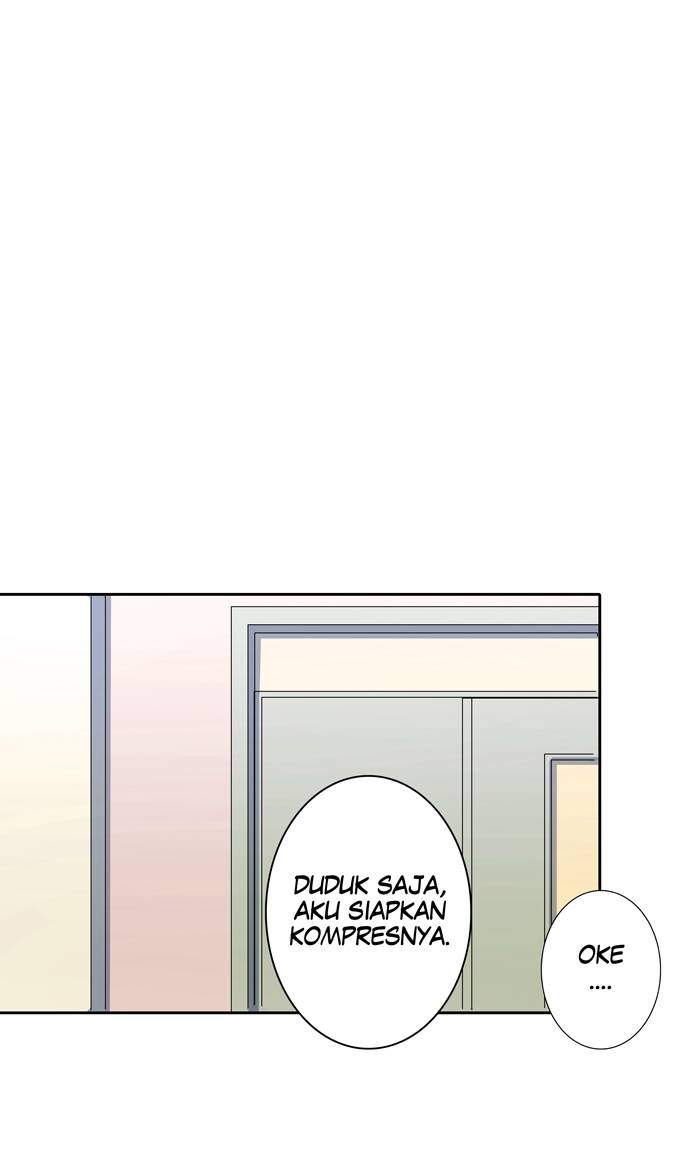 DUDUK SAJA,
AKU SIAPKAN
KOMPRESNYA.
OKE
....